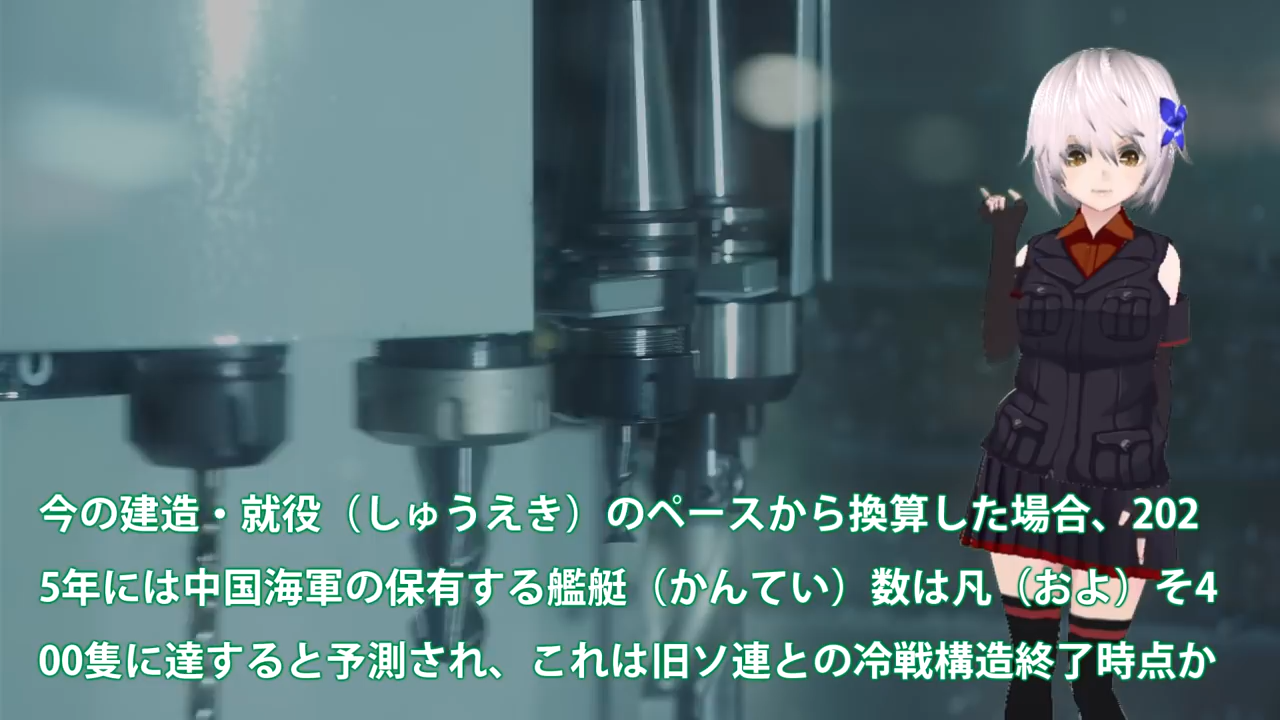 今の建造・就役（しゅうえき）のペースから換算した場合、202
5年には中国海軍の保有する艦艇（かんてい）数は凡（およ）そ4
00隻に達すると予測され、これは旧ソ連との冷戦構造終了時点か